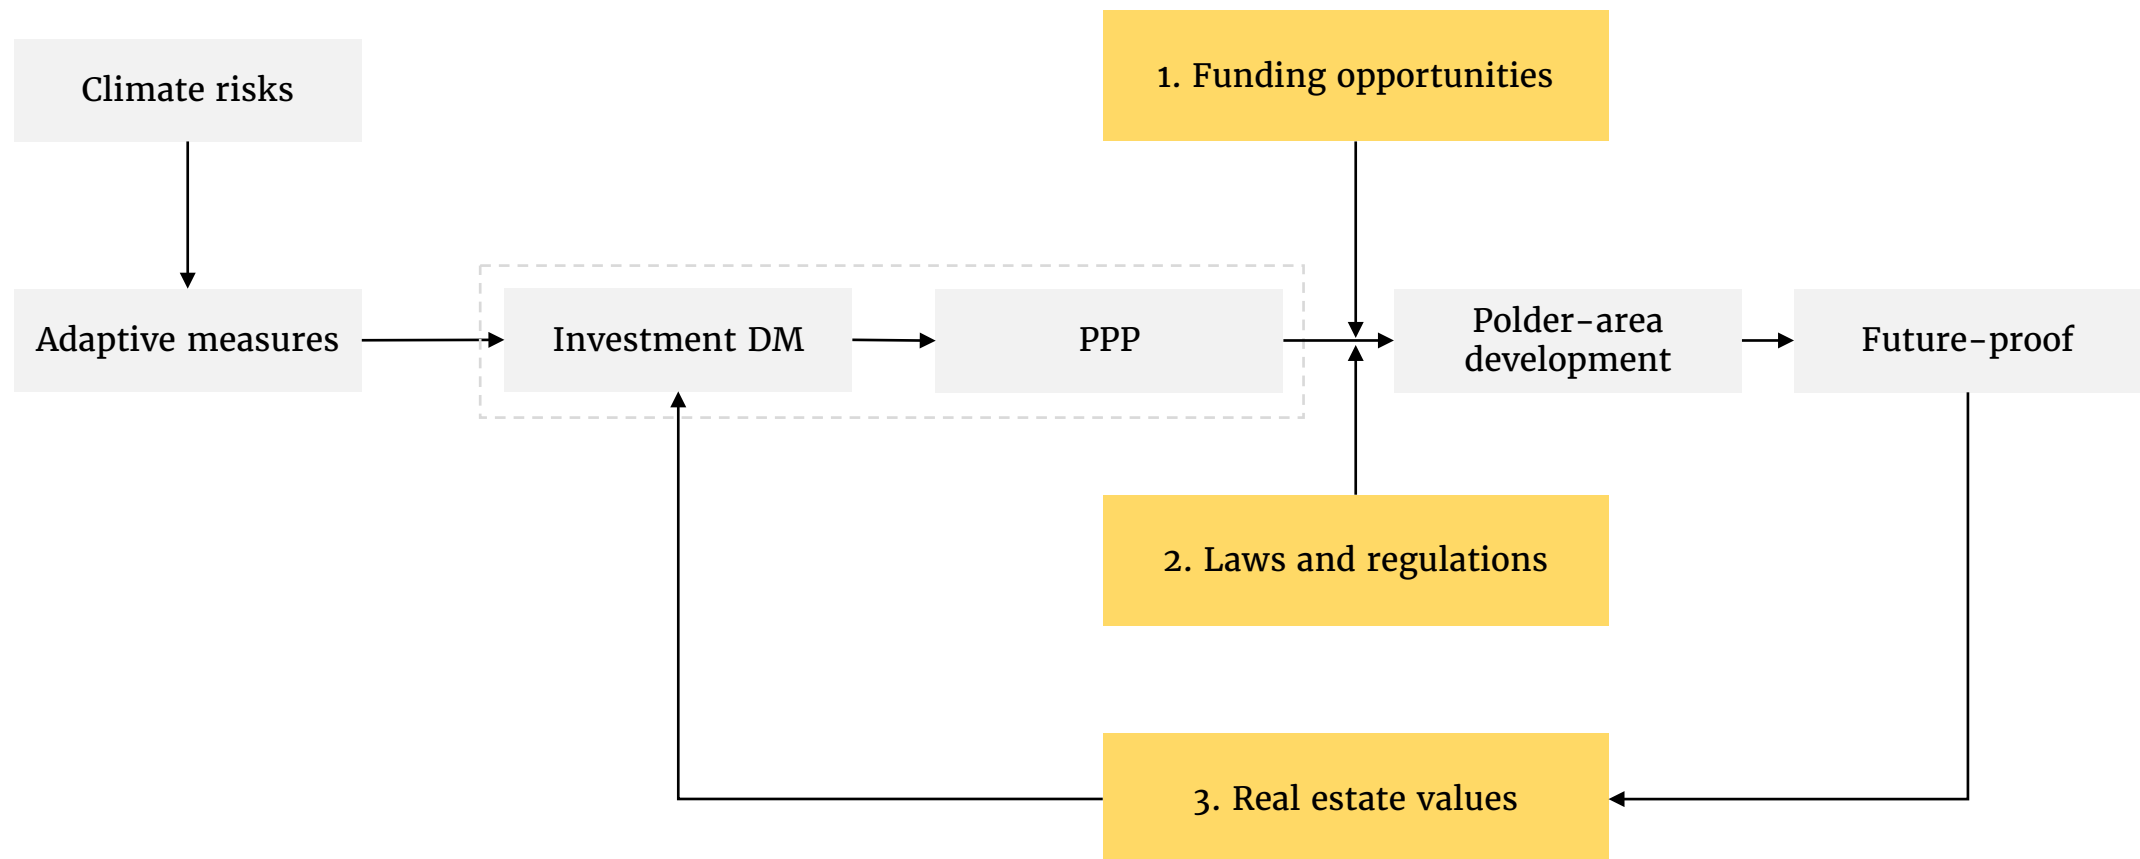 Climate risks
1. Funding opportunities
Adaptive measures
Investment DM
PPP
Polder-area
development
Future-proof
2. Laws and regulations
3. Real estate values